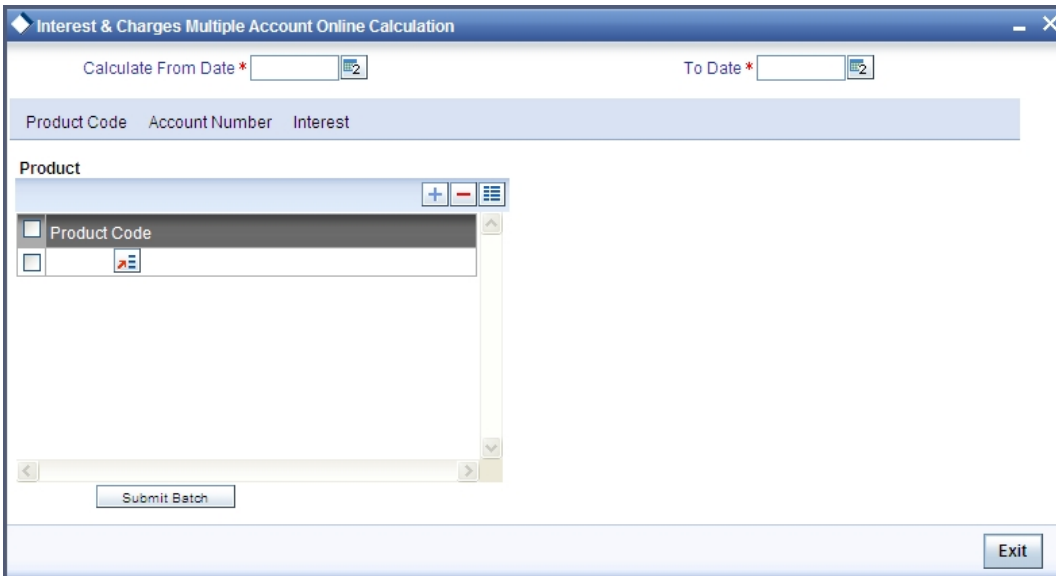 Interest & Charges Multiple Account Online Calculation
Calculate From Date * To Date *
Product Code Account Number Interest
Product
Product Code
Submit Batch
Exit